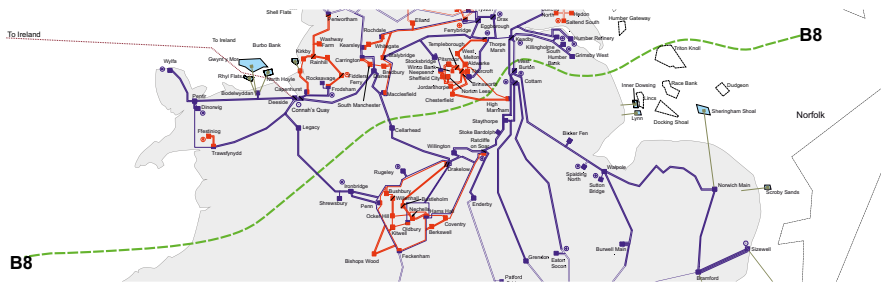 Shell Flats
Penwortham
Elland
Drax
Ferrybridge
Eggborough
North
Saltend South
Humber Gateway
To Ireland
To Ireland
Washway Farm
Rochdale
Kearsley
Whitegate
Templeborough
Thorpe Marsh
Keadby
Humber Refinery
Killingholme
South Humber Bank
Grimsby West
B8
Wylfa
Gwynt y Mor
Burbo Bank
Kirkby
Rainhill
Carrington
Stalybridge
Stocksbridge
West Melton
Aldwarke
Pitsmoor
West Burton
Triton Knoll
Rhyl Flats
North Hoyle
Rocksavage
Fiddlers Ferry
Bredbury
Neepsend
Sheffield City
Thurcroft
Brinsworth
Cottam
Bodelwyddan
Capenhurst
Frodsham
Jordanthorpe
Norton Lees
Inner Dowsing
Race Bank
Dudgeon
Pentir
Deeside
South Manchester
Macclesfield
Chesterfield
High Marnham
Lincs
Dinorwig
Connah's Quay
Lynn
Docking Shoal
Sheringham Shoal
Norfolk
Ffestiniog
Legacy
Cellarhead
Staythorpe
Stoke Bardolph
Ratcliffe on Soar
Bicker Fen
Trawsfynydd
Willington
Rugeley
Drakelow
Spalding North
Walpole
Sutton Bridge
Ironbridge
Shrewsbury
Penn
Bushbury
Willenhall
Bustleholm
Nechells
Hams Hall
Ocker Hill
Oldbury
Coventry
Kitwell
Berkswell
Enderby
Norwich Main
Scroby Sands
B8
Bishops Wood
Feckenham
Grendon
Eaton Socon
Burwell Main
Sizewell
Patford
Bramford